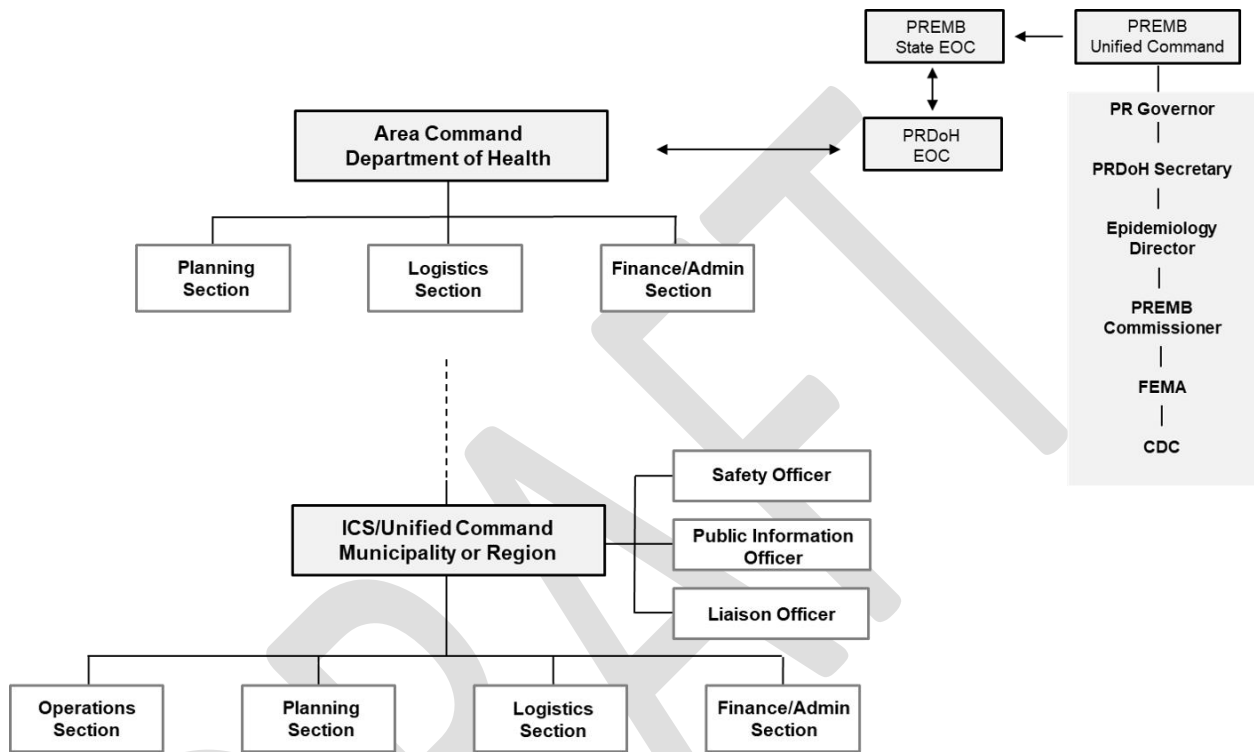 PREMB
State EOC
PREMB
Unified Command
PRDoH
EOC
PR Governor
PRDoH Secretary
Epidemiology
Director
PREMB
Commissioner
FEMA
CDC
Area Command
Department of Health
Planning
Section
Logistics
Section
Finance/Admin
Section
ICS/Unified Command
Municipality or Region
Safety Officer
Public Information
Officer
Liaison Officer
Operations
Section
Planning
Section
Logistics
Section
Finance/Admin
Section
DRAFT